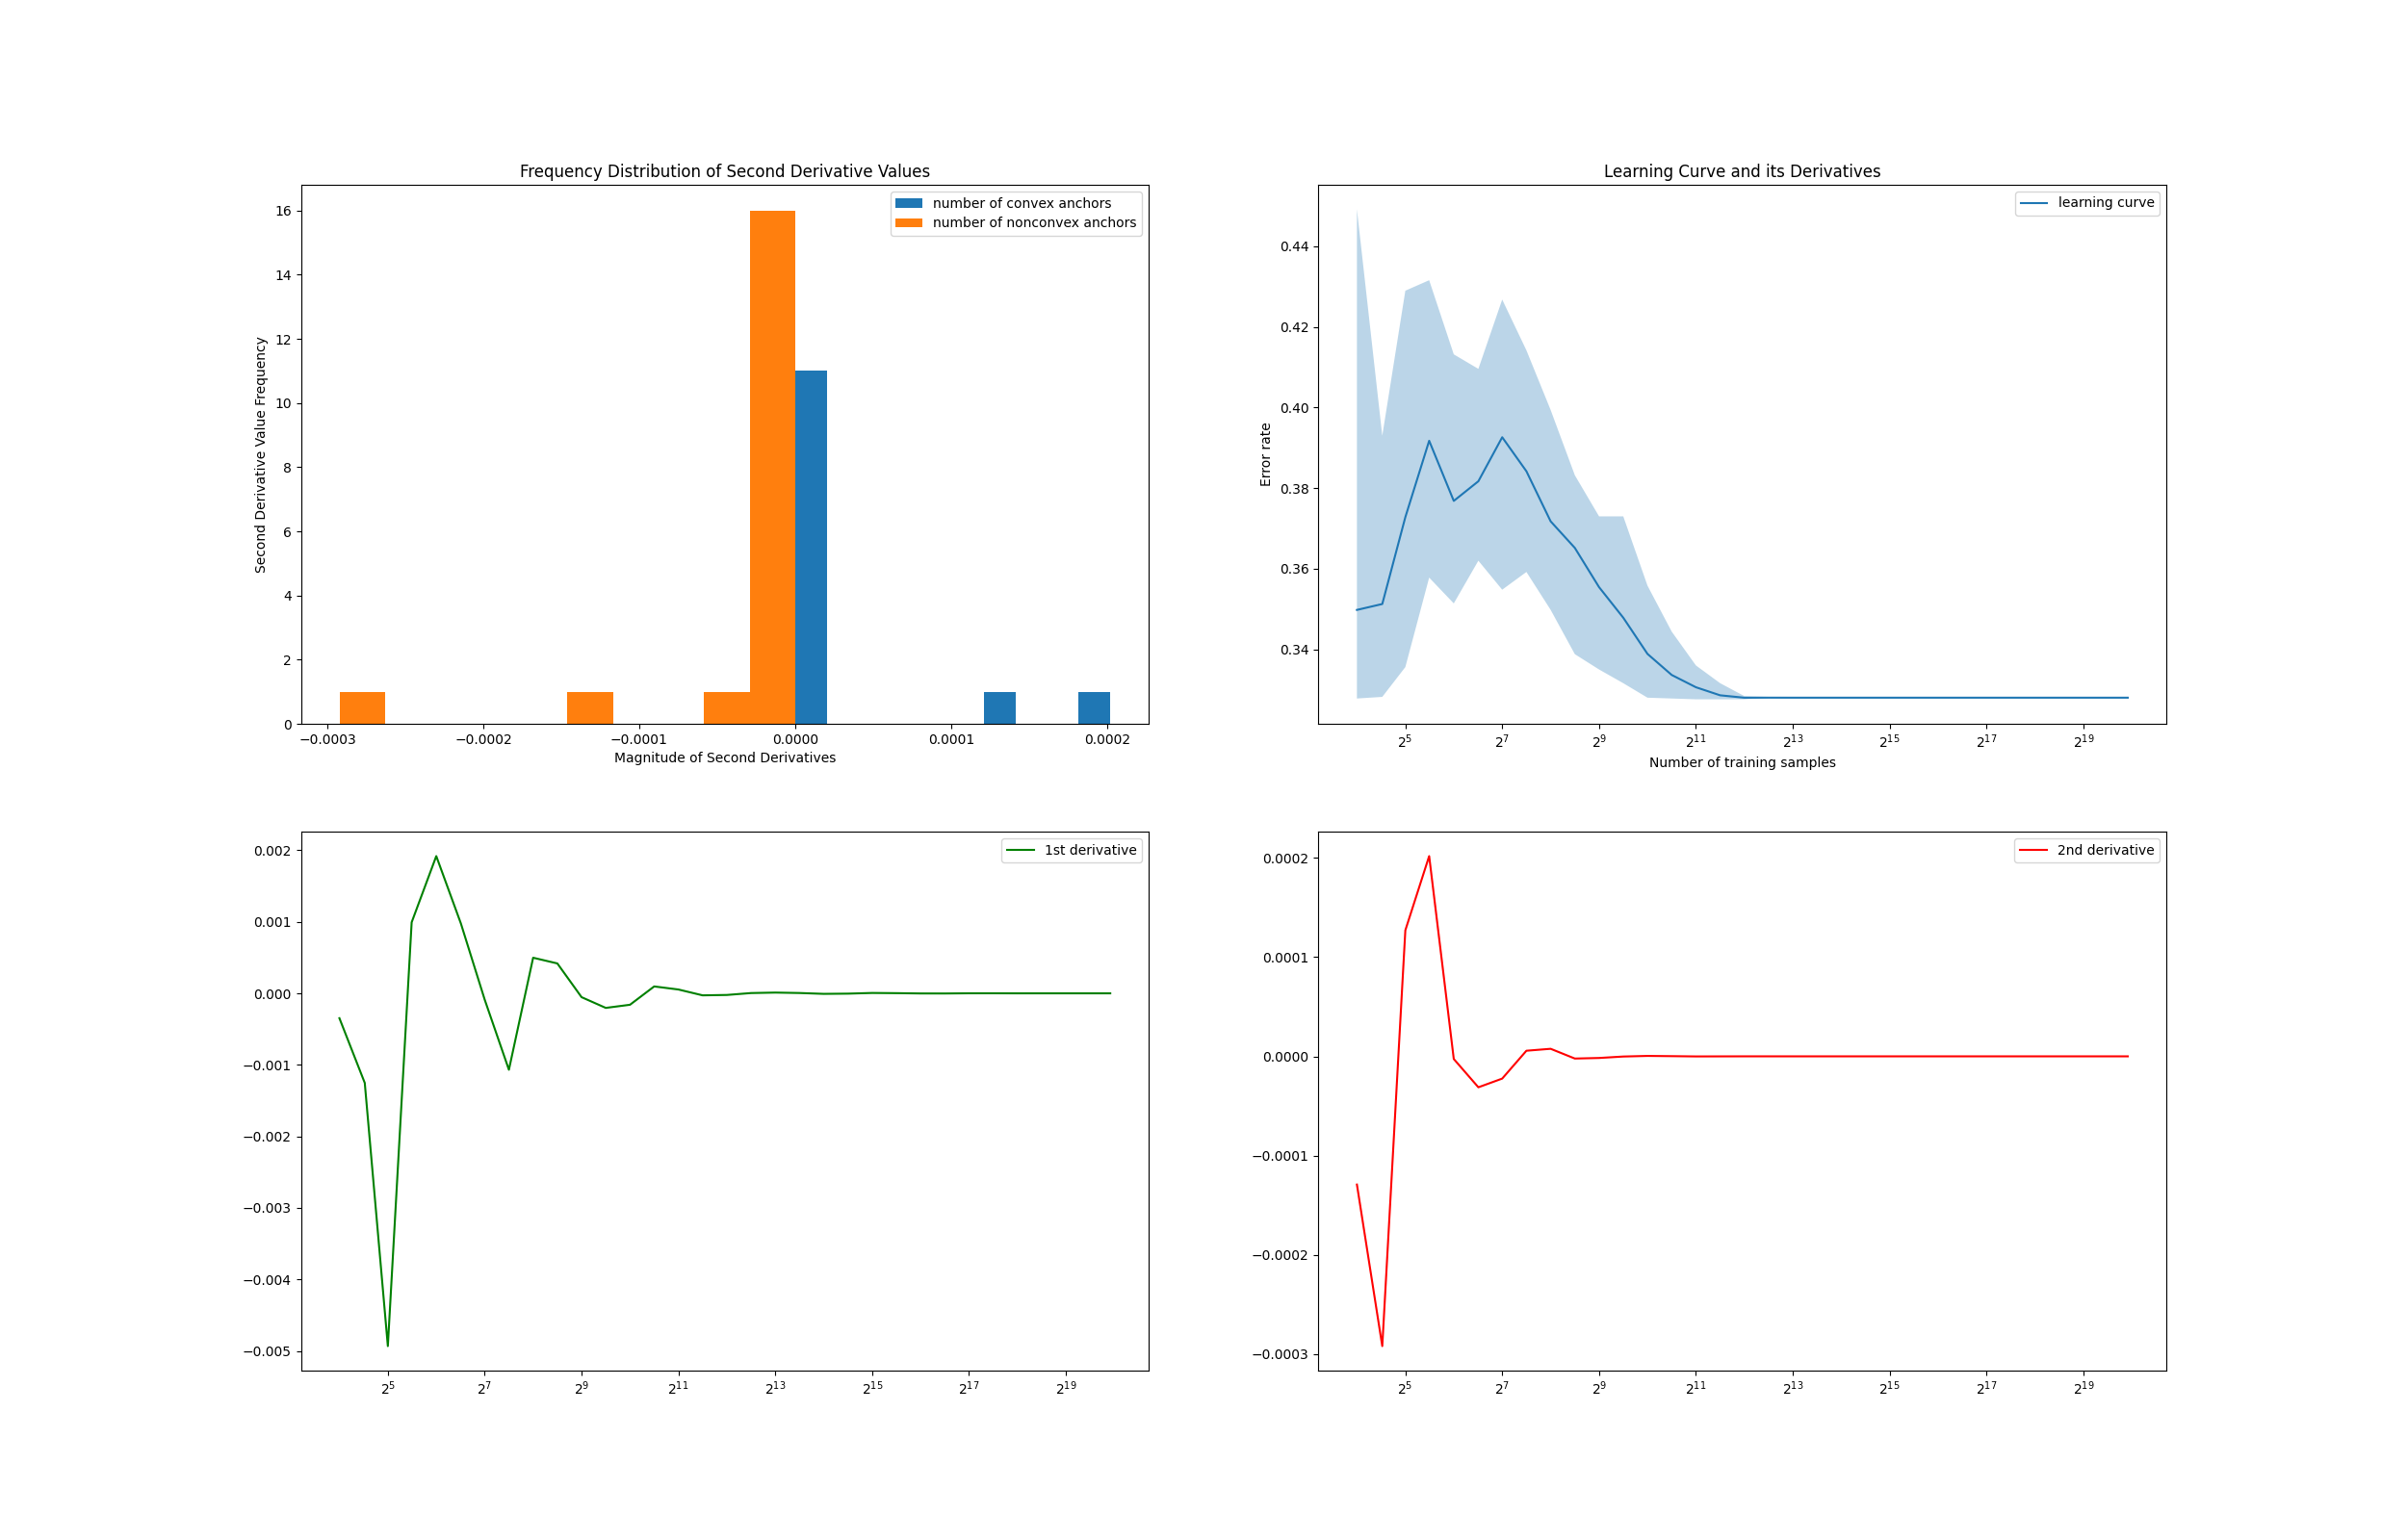 Frequency Distribution of Second Derivative Values
number of convex anchors
number of nonconvex anchors
16
14
12
10
8
6
4
2
0
Second Derivative Value Frequency
−0.0003 −0.0002 −0.0001 0.0000 0.0001 0.0002
Magnitude of Second Derivatives
Learning Curve and its Derivatives
learning curve
0.44
0.42
0.40
0.38
0.36
0.34
Error rate
2^5 2^7 2^9 2^11 2^13 2^15 2^17 2^19
Number of training samples
1st derivative
0.002
0.001
0.000
−0.001
−0.002
−0.003
−0.004
−0.005
2^5 2^7 2^9 2^11 2^13 2^15 2^17 2^19
2nd derivative
0.0002
0.0001
0.0000
−0.0001
−0.0002
−0.0003
2^5 2^7 2^9 2^11 2^13 2^15 2^17 2^19